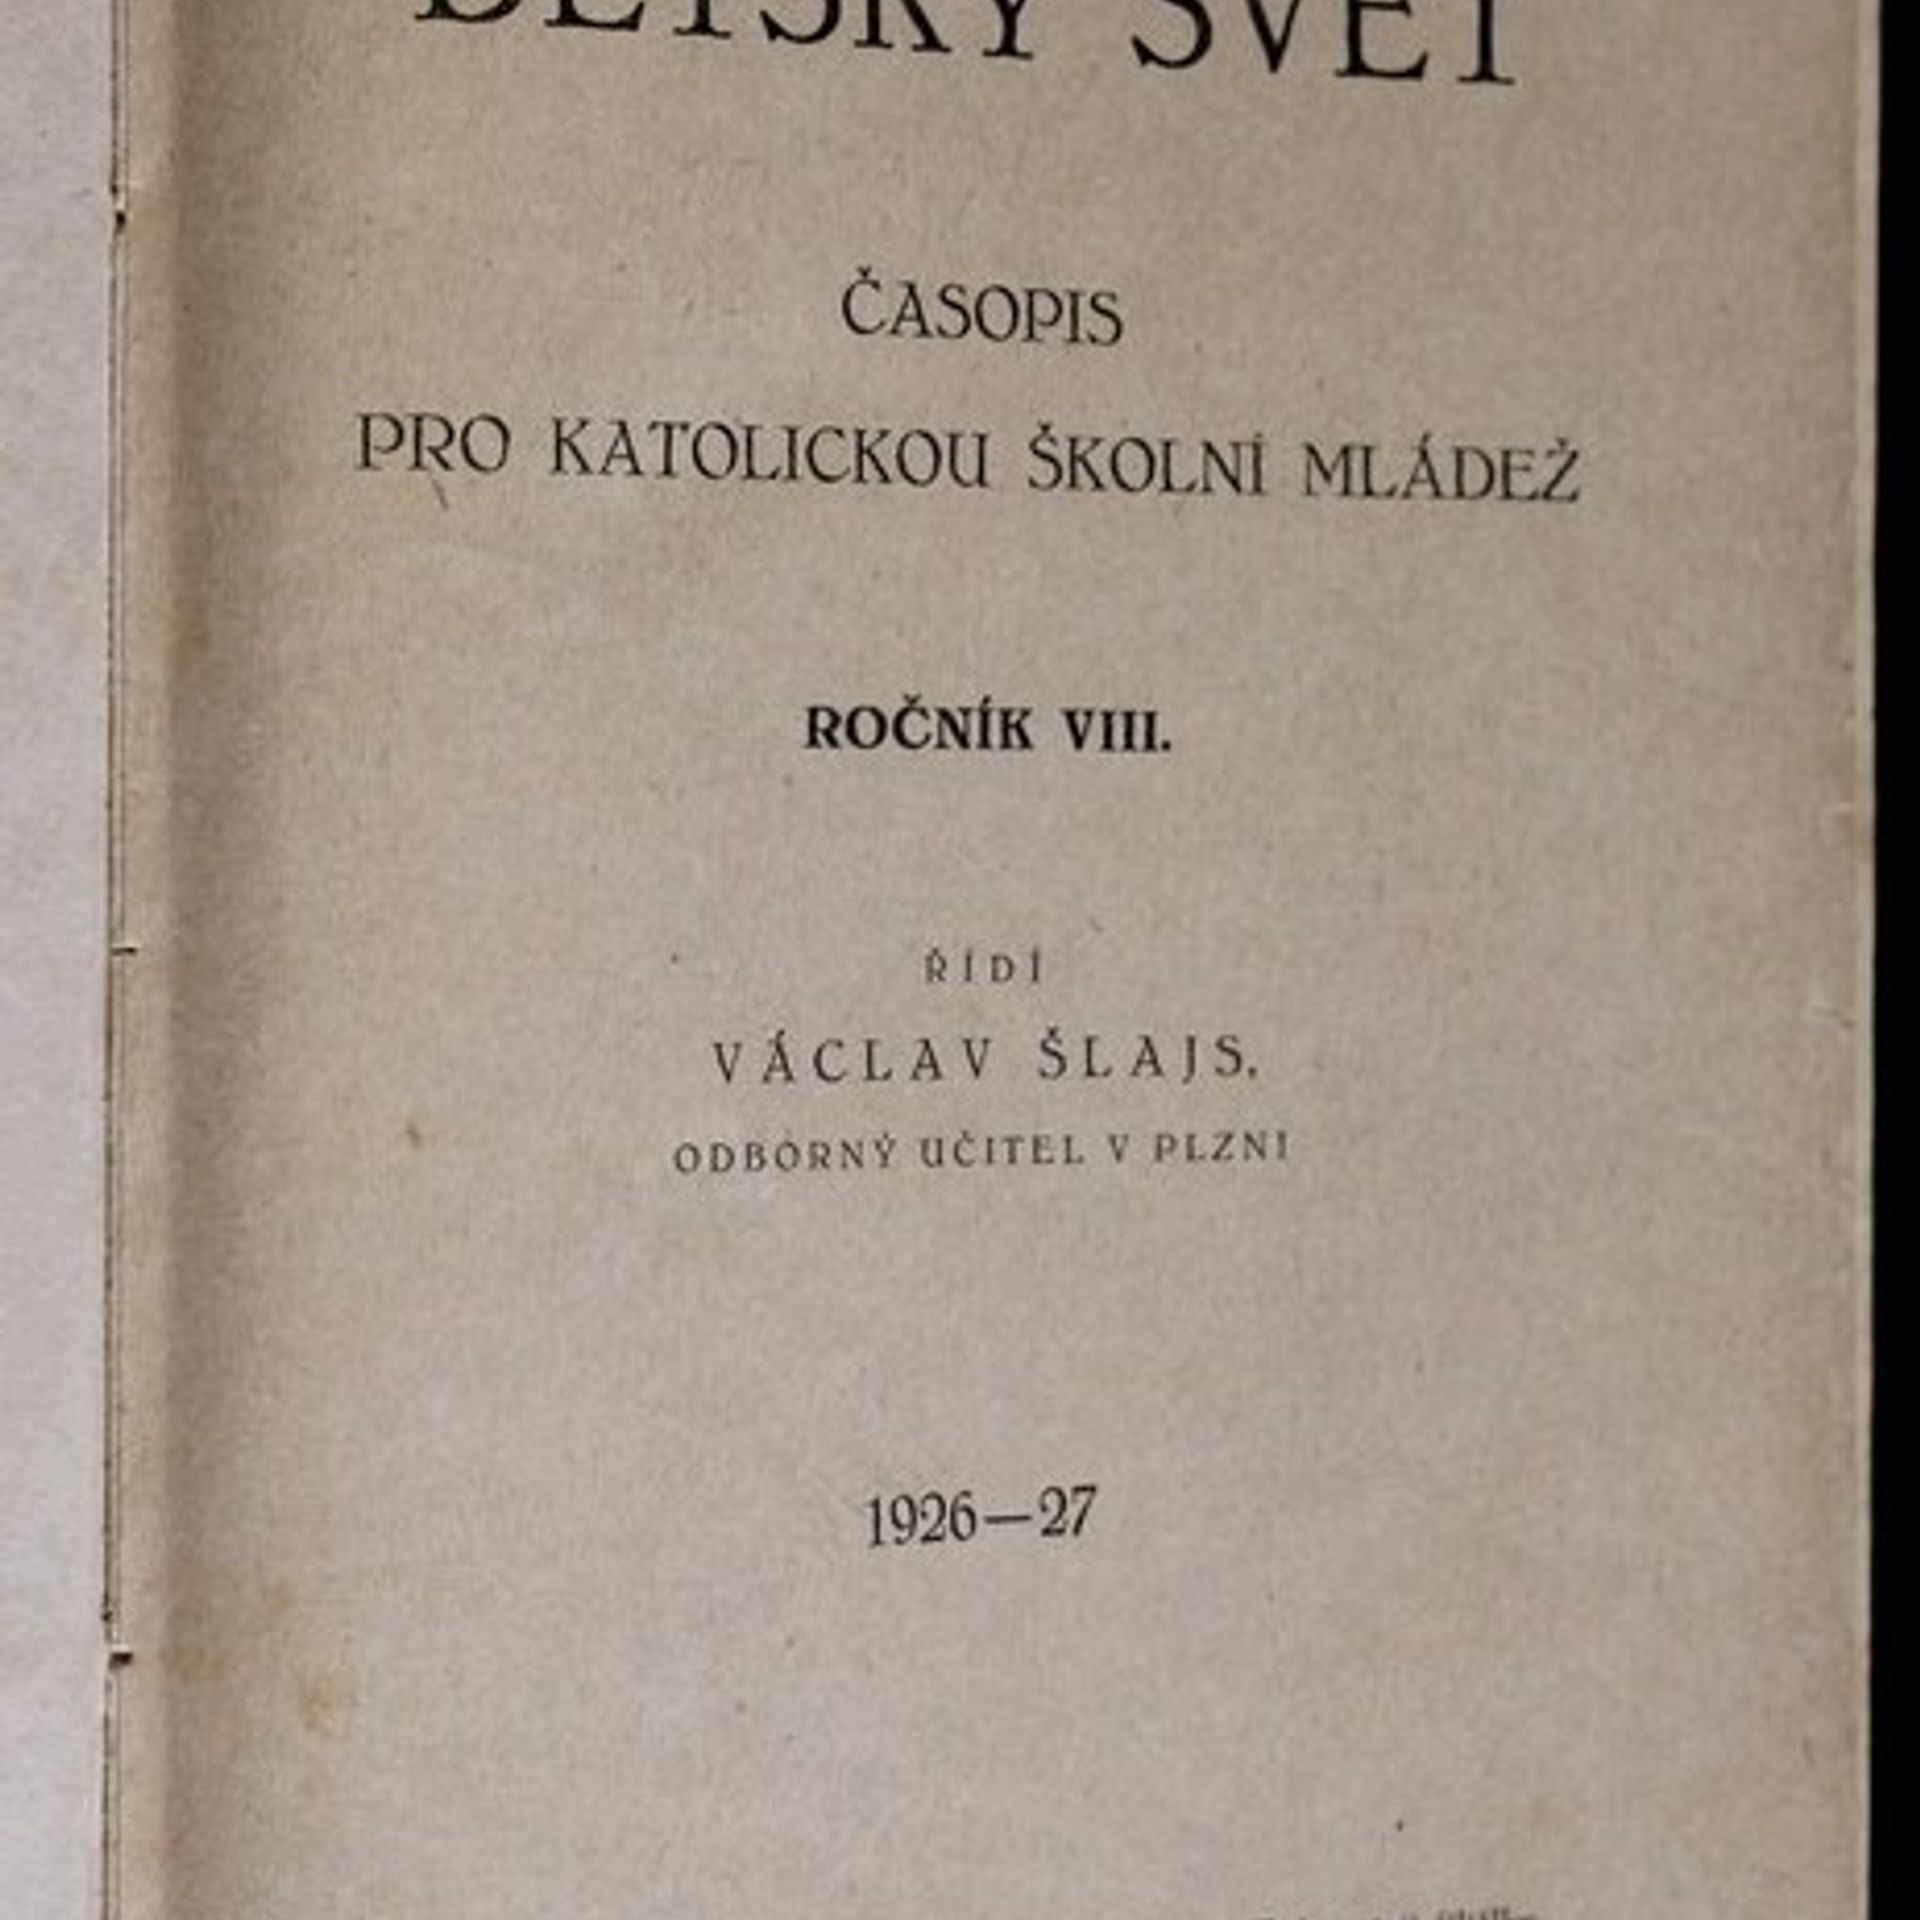 DĚTSKÝ SVĚT
ČASOPIS
PRO KATOLICKOU ŠKOLNÍ MLÁDEŽ
ROČNÍK VIII.
ŘÍDÍ
VÁCLAV ŠLAJS,
ODBORNÝ UČITEL V PLZNI
1926—27